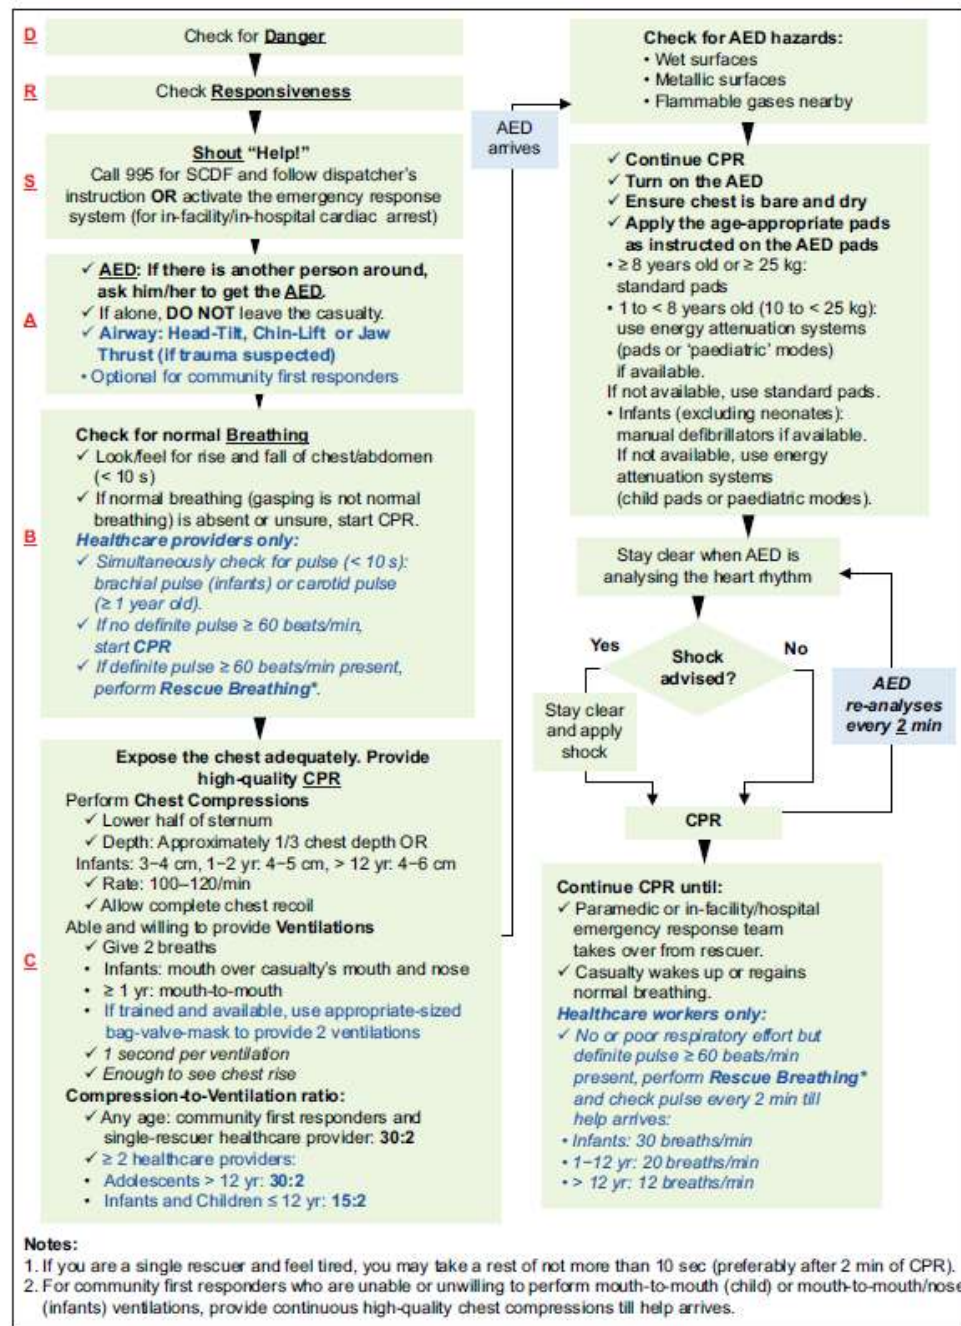 D
Check for Danger
R
Check Responsiveness
S
Shout “Help!”
Call 995 for SCDF and follow dispatcher’s
instruction OR activate the emergency response
system (for in-facility/in-hospital cardiac arrest)
A
✓ AED: If there is another person around,
ask him/her to get the AED.
✓ If alone, DO NOT leave the casualty.
✓ Airway: Head-Tilt, Chin-Lift or Jaw
Thrust (if trauma suspected)
• Optional for community first responders
B
Check for normal Breathing
✓ Look/feel for rise and fall of chest/abdomen
(< 10 s)
✓ If normal breathing (gasping is not normal
breathing) is absent or unsure, start CPR.
Healthcare providers only:
✓ Simultaneously check for pulse (< 10 s):
brachial pulse (infants) or carotid pulse
(≥ 1 year old).
✓ If no definite pulse ≥ 60 beats/min,
start CPR
✓ If definite pulse ≥ 60 beats/min present,
perform Rescue Breathing*.
C
Expose the chest adequately. Provide
high-quality CPR
Perform Chest Compressions
✓ Lower half of sternum
✓ Depth: Approximately 1/3 chest depth OR
Infants: 3−4 cm, 1−2 yr: 4−5 cm, > 12 yr: 4−6 cm
✓ Rate: 100–120/min
✓ Allow complete chest recoil
Able and willing to provide Ventilations
✓ Give 2 breaths
• Infants: mouth over casualty’s mouth and nose
• ≥ 1 yr: mouth-to-mouth
• If trained and available, use appropriate-sized
bag-valve-mask to provide 2 ventilations
✓ 1 second per ventilation
✓ Enough to see chest rise
Compression-to-Ventilation ratio:
✓ Any age: community first responders and
single-rescuer healthcare provider: 30:2
✓ ≥ 2 healthcare providers:
• Adolescents > 12 yr: 30:2
• Infants and Children ≤ 12 yr: 15:2
AED
arrives
Check for AED hazards:
• Wet surfaces
• Metallic surfaces
• Flammable gases nearby
✓ Continue CPR
✓ Turn on the AED
✓ Ensure chest is bare and dry
✓ Apply the age-appropriate pads
as instructed on the AED pads
• ≥ 8 years old or ≥ 25 kg:
standard pads
• 1 to < 8 years old (10 to < 25 kg):
use energy attenuation systems
(pads or ‘paediatric’ modes)
if available.
If not available, use standard pads.
• Infants (excluding neonates):
manual defibrillators if available.
If not available, use energy
attenuation systems
(child pads or paediatric modes).
Stay clear when AED is
analysing the heart rhythm
Shock
advised?
Yes
No
Stay clear
and apply
shock
AED
re-analyses
every 2 min
CPR
Continue CPR until:
✓ Paramedic or in-facility/hospital
emergency response team
takes over from rescuer.
✓ Casualty wakes up or regains
normal breathing.
Healthcare workers only:
✓ No or poor respiratory effort but
definite pulse ≥ 60 beats/min
present, perform Rescue Breathing*
and check pulse every 2 min till
help arrives:
• Infants: 30 breaths/min
• 1−12 yr: 20 breaths/min
• > 12 yr: 12 breaths/min
Notes:
1. If you are a single rescuer and feel tired, you may take a rest of not more than 10 sec (preferably after 2 min of CPR).
2. For community first responders who are unable or unwilling to perform mouth-to-mouth (child) or mouth-to-mouth/nose
(infants) ventilations, provide continuous high-quality chest compressions till help arrives.